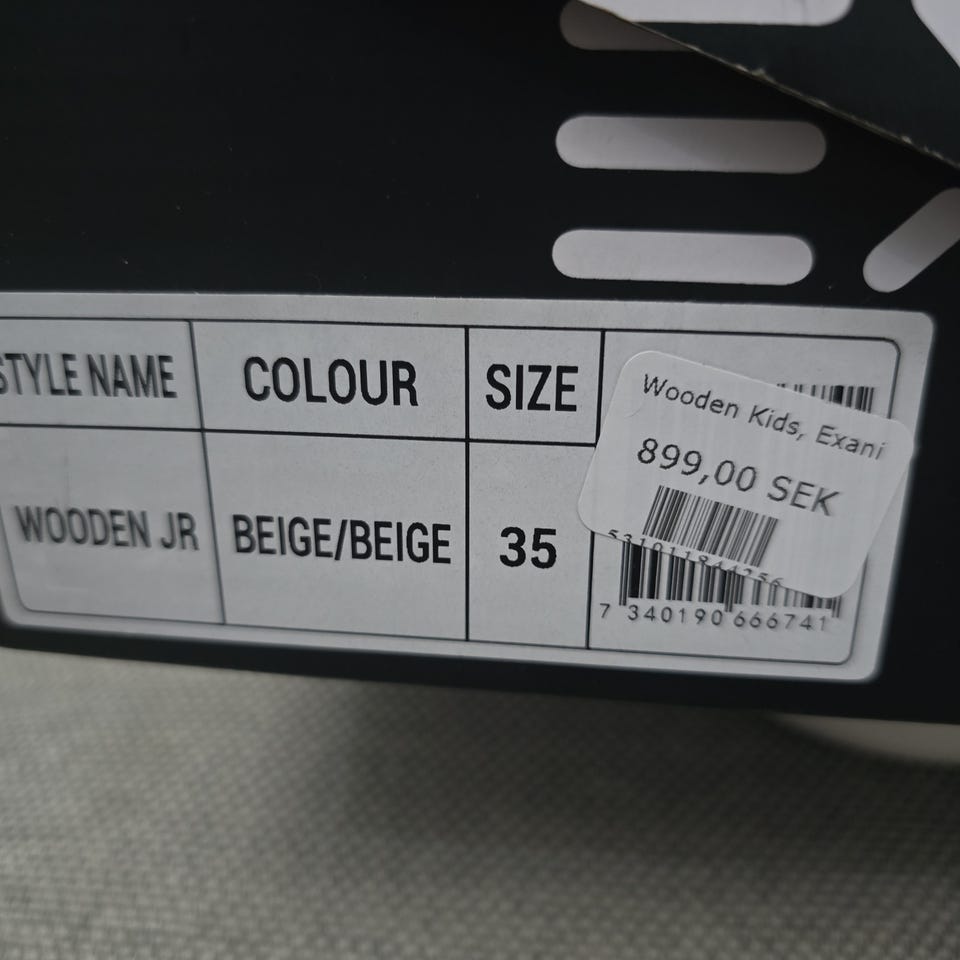 STYLE NAME COLOUR SIZE
WOODEN JR BEIGE/BEIGE 35
Wooden Kids, Exani
899,00 SEK
7 340190 666741